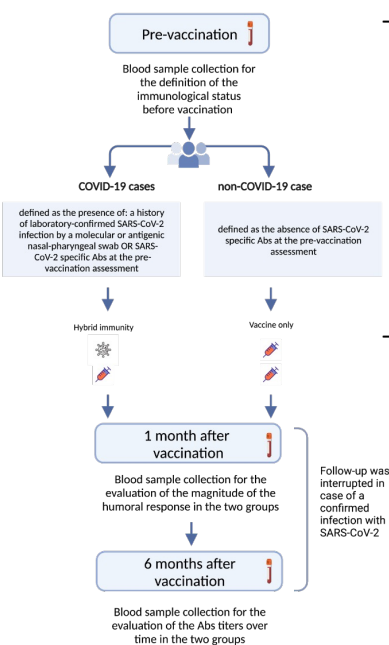 Pre-vaccination
Blood sample collection for
the definition of the
immunological status
before vaccination
COVID-19 cases
defined as the presence of: a history
of laboratory-confirmed SARS-CoV-2
infection by a molecular or antigenic
nasal-pharyngeal swab OR SARS-
CoV-2 specific Abs at the pre-
vaccination assessment
non-COVID-19 case
defined as the absence of SARS-CoV-2
specific Abs at the pre-vaccination
assessment
Hybrid immunity
Vaccine only
1 month after
vaccination
Blood sample collection for the
evaluation of the magnitude of the
humoral response in the two groups
6 months after
vaccination
Blood sample collection for the
evaluation of the Abs titers over
time in the two groups
Follow-up was
interrupted in
case of a
confirmed
infection with
SARS-CoV-2